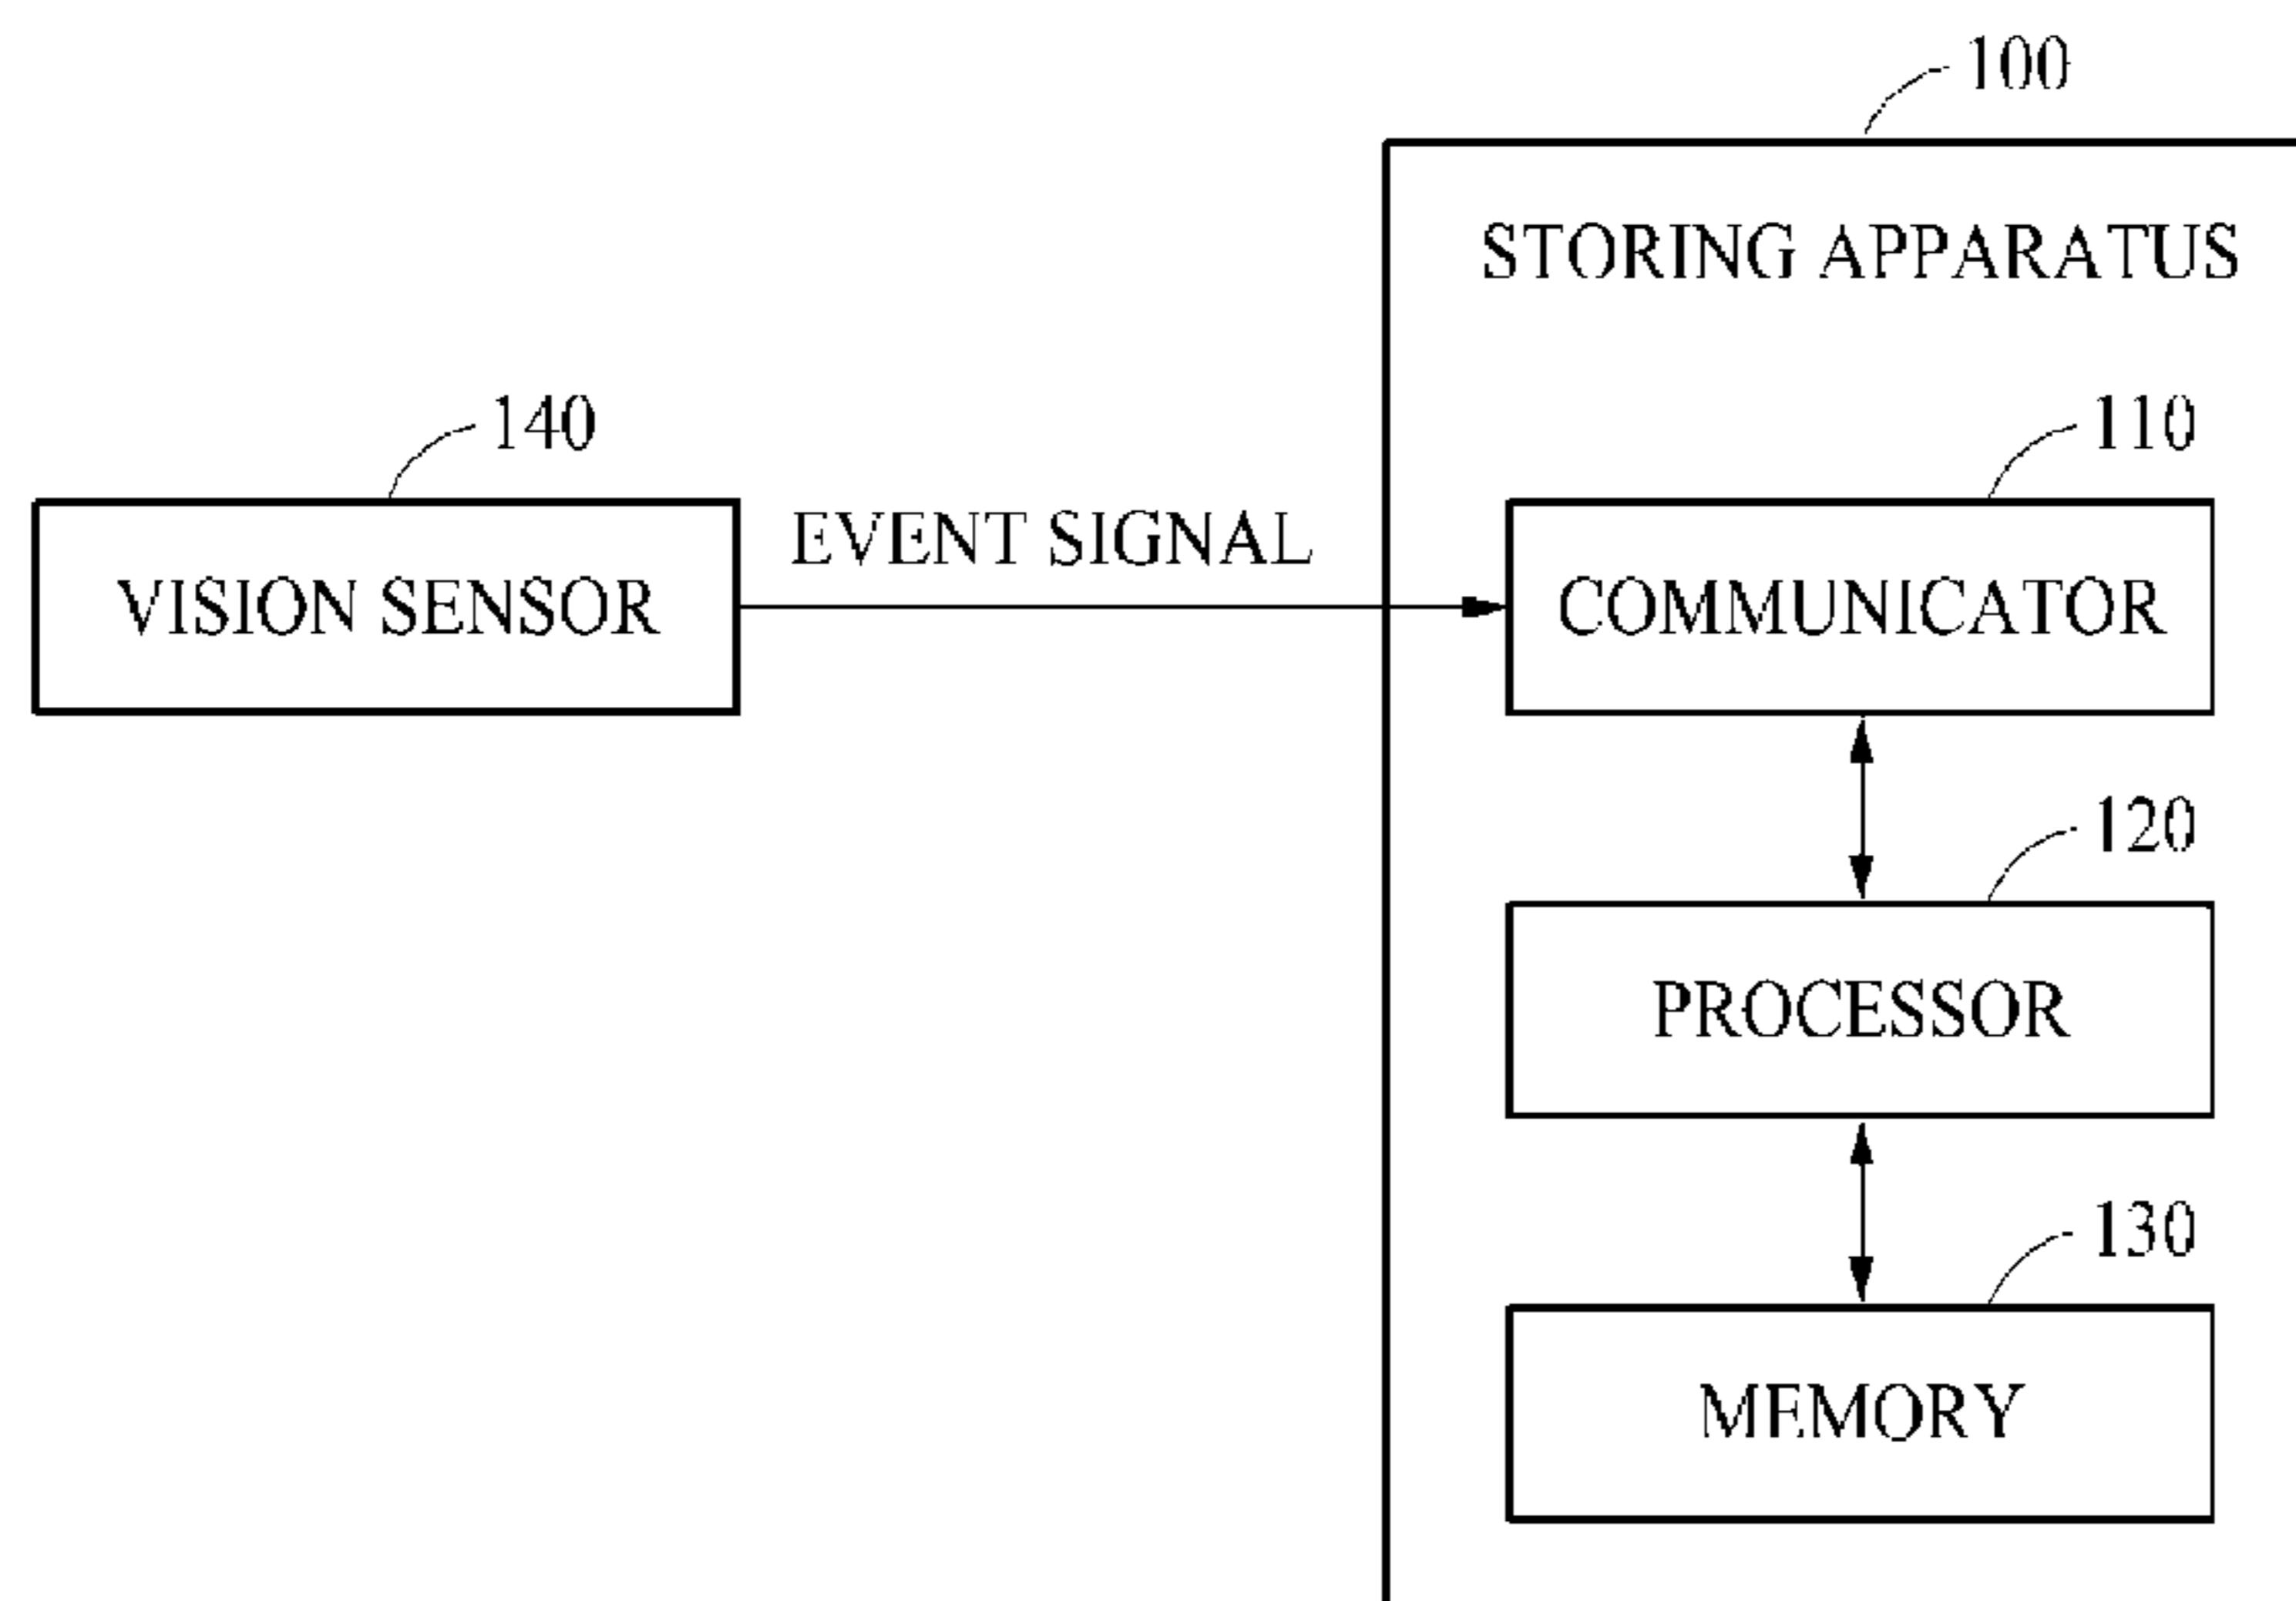 100
STORING APPARATUS
140
110
EVENT SIGNAL
VISION SENSOR
COMMUNICATOR
120
PROCESSOR
130
MEMORY